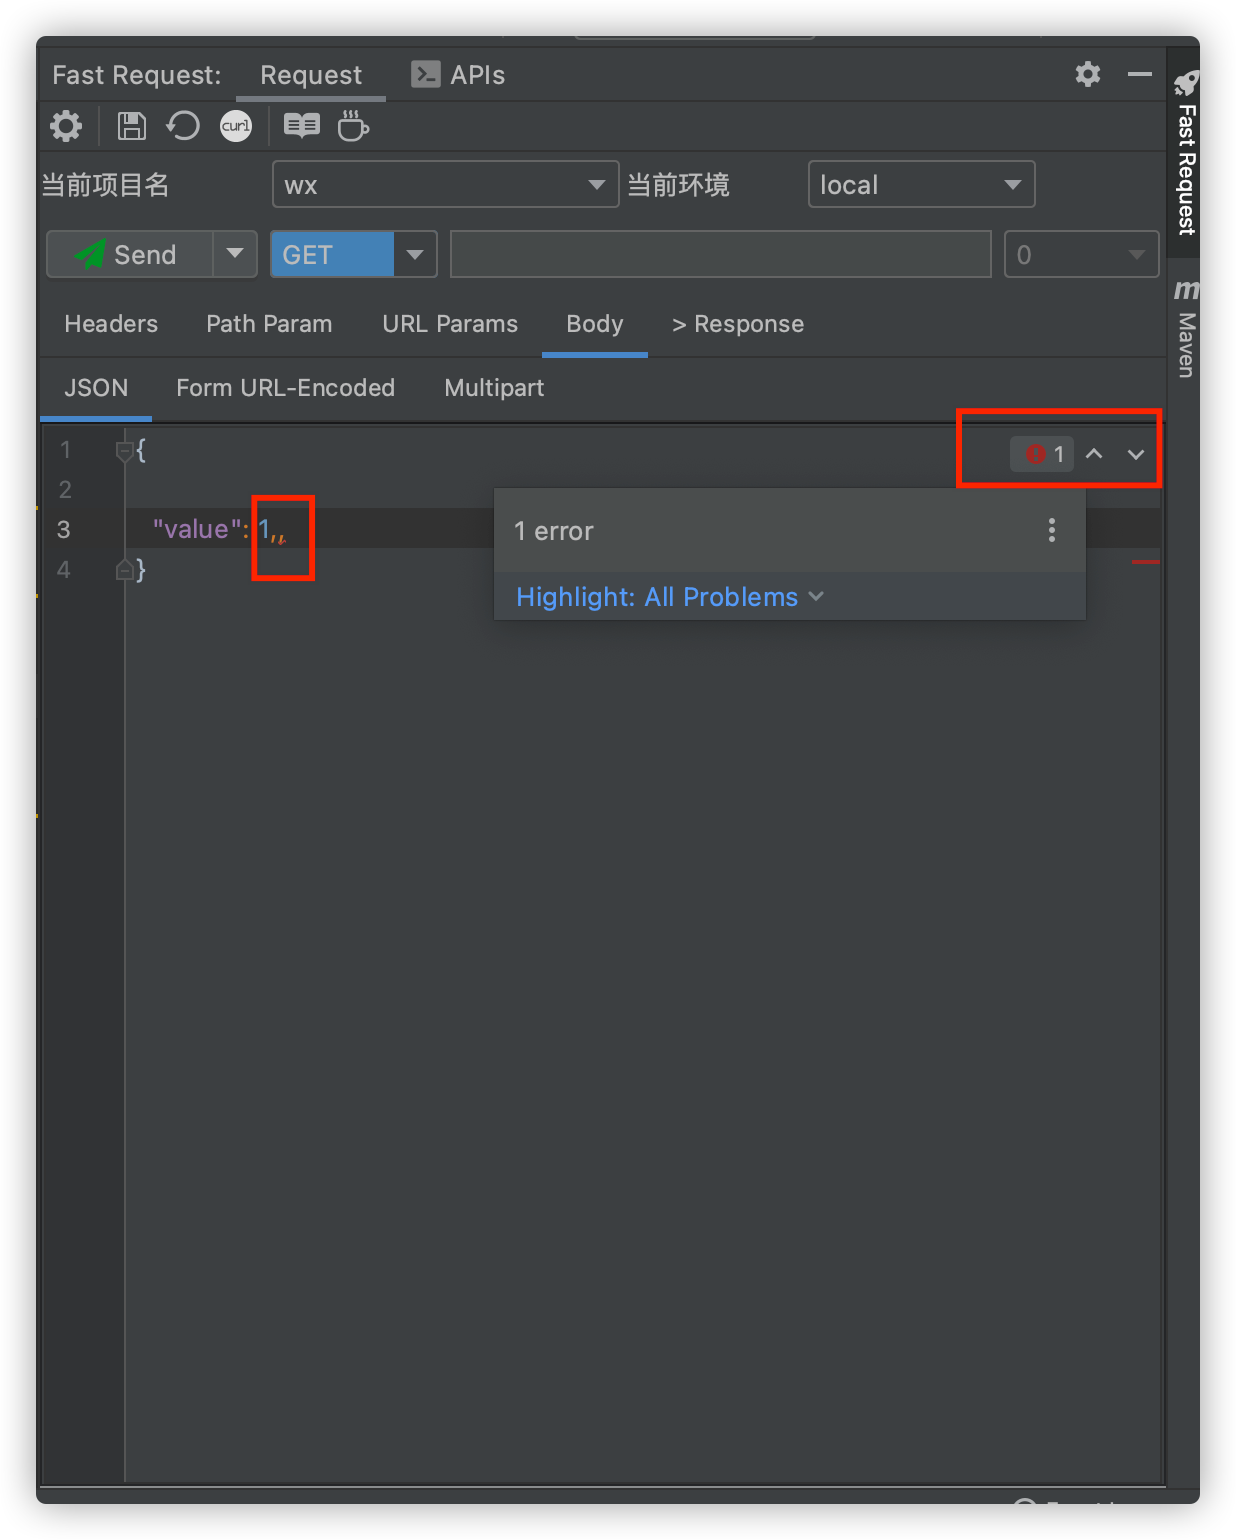 Fast Request: Request APIs
curl
当前项目名 wx 当前环境 local
Send GET 0
Headers Path Param URL Params Body > Response
JSON Form URL-Encoded Multipart
1 {
1
2
3 "value": 1,,
4 }
1 error
Highlight: All Problems
Fast Request
m
Maven